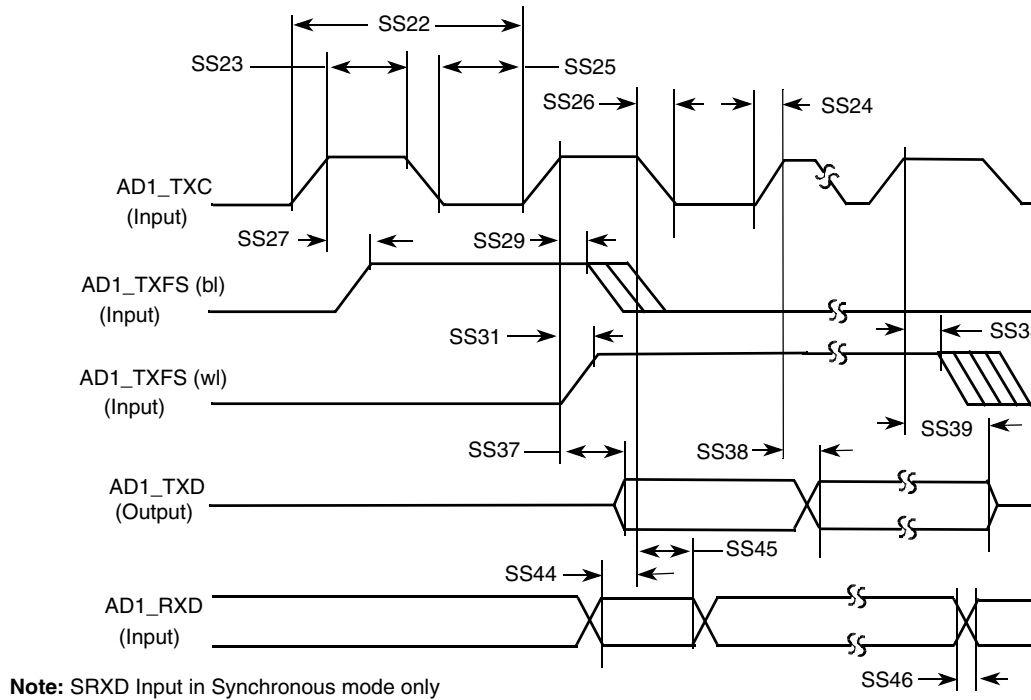 SS22
SS23
SS25
SS26
SS24
AD1_TXC
(Input)
SS27
SS29
AD1_TXFS (bl)
(Input)
SS31
AD1_TXFS (wl)
(Input)
SS39
SS37
SS38
AD1_TXD
(Output)
SS45
SS44
AD1_RXD
(Input)
SS46
Note: SRXD Input in Synchronous mode only